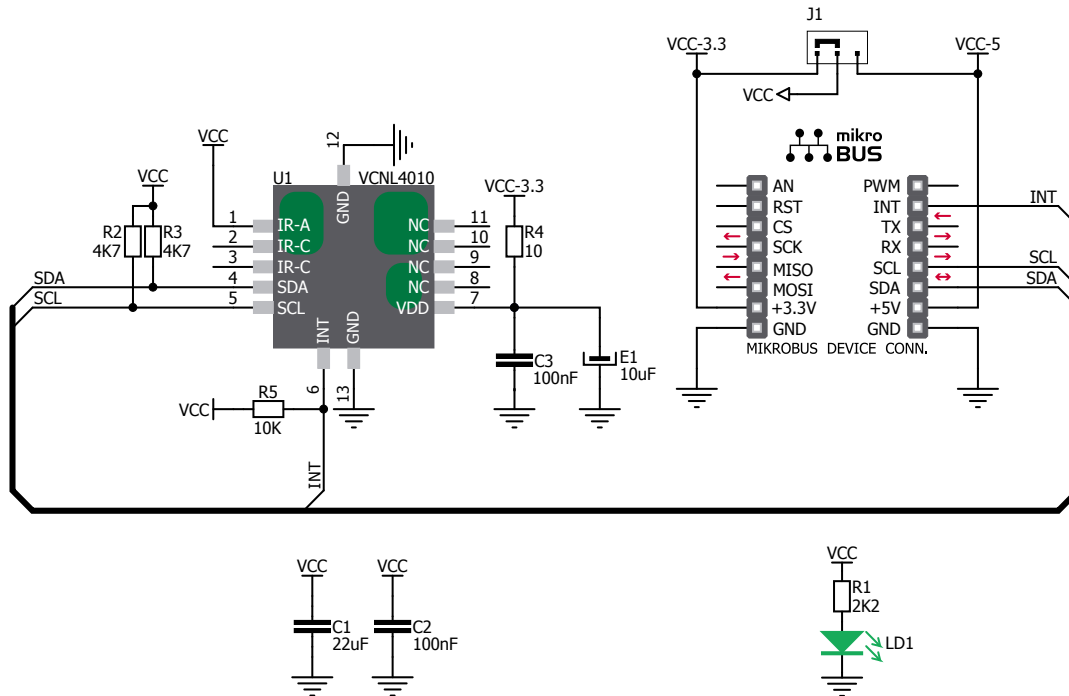 J1
VCC-3.3
VCC-5
VCC
mikro
BUS
AN
RST
CS
SCK
MISO
MOSI
+3.3V
GND
PWM
INT
TX
RX
SCL
SDA
+5V
GND
MIKROBUS DEVICE CONN.
INT
SCL
SDA
VCC
12
U1
VCNL4010
GND
VCC
VCC-3.3
R2
4K7
R3
4K7
R4
10
1
2
3
4
5
IR-A
IR-C
IR-C
SDA
SCL
NC
NC
NC
NC
VDD
11
10
9
8
7
SDA
SCL
INT
GND
6
13
C3
100nF
E1
10uF
VCC
R5
10K
INT
VCC
C1
22uF
VCC
C2
100nF
VCC
R1
2K2
LD1